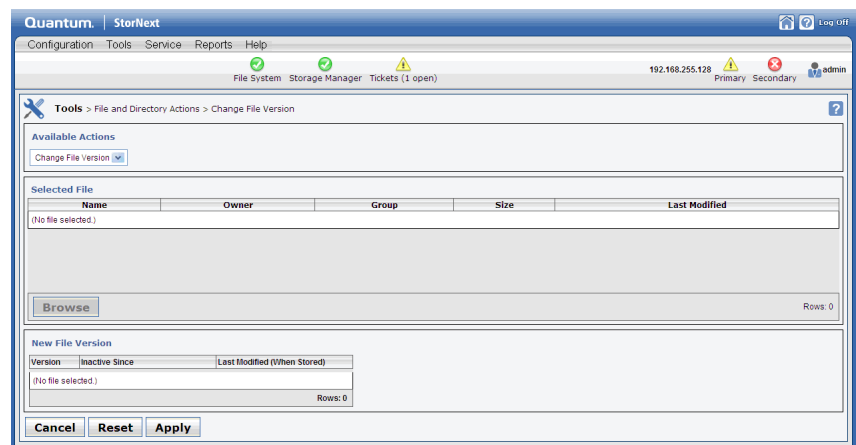 Quantum. | StorNext
Log Off
Configuration Tools Service Reports Help
File System Storage Manager Tickets (1 open)
192.168.255.128 Primary Secondary admin
Tools > File and Directory Actions > Change File Version
Available Actions
Change File Version
Selected File
Name Owner Group Size Last Modified
(No file selected.)
Browse Rows: 0
New File Version
Version Inactive Since Last Modified (When Stored)
(No file selected.)
Rows: 0
Cancel Reset Apply